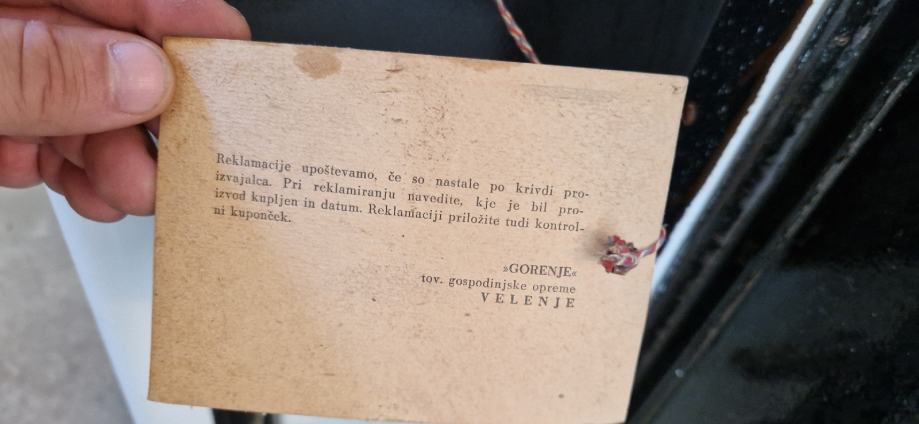 Reklamacije upoštevamo, če so nastale po krivdi pro-
izvajalca. Pri reklamiranju navedite, kje je bil pro-
izvod kupljen in datum. Reklamaciji priložite tudi kontrol-
ni kuponček.
»GORENJE«
tov. gospodinjske opreme
VELENJE